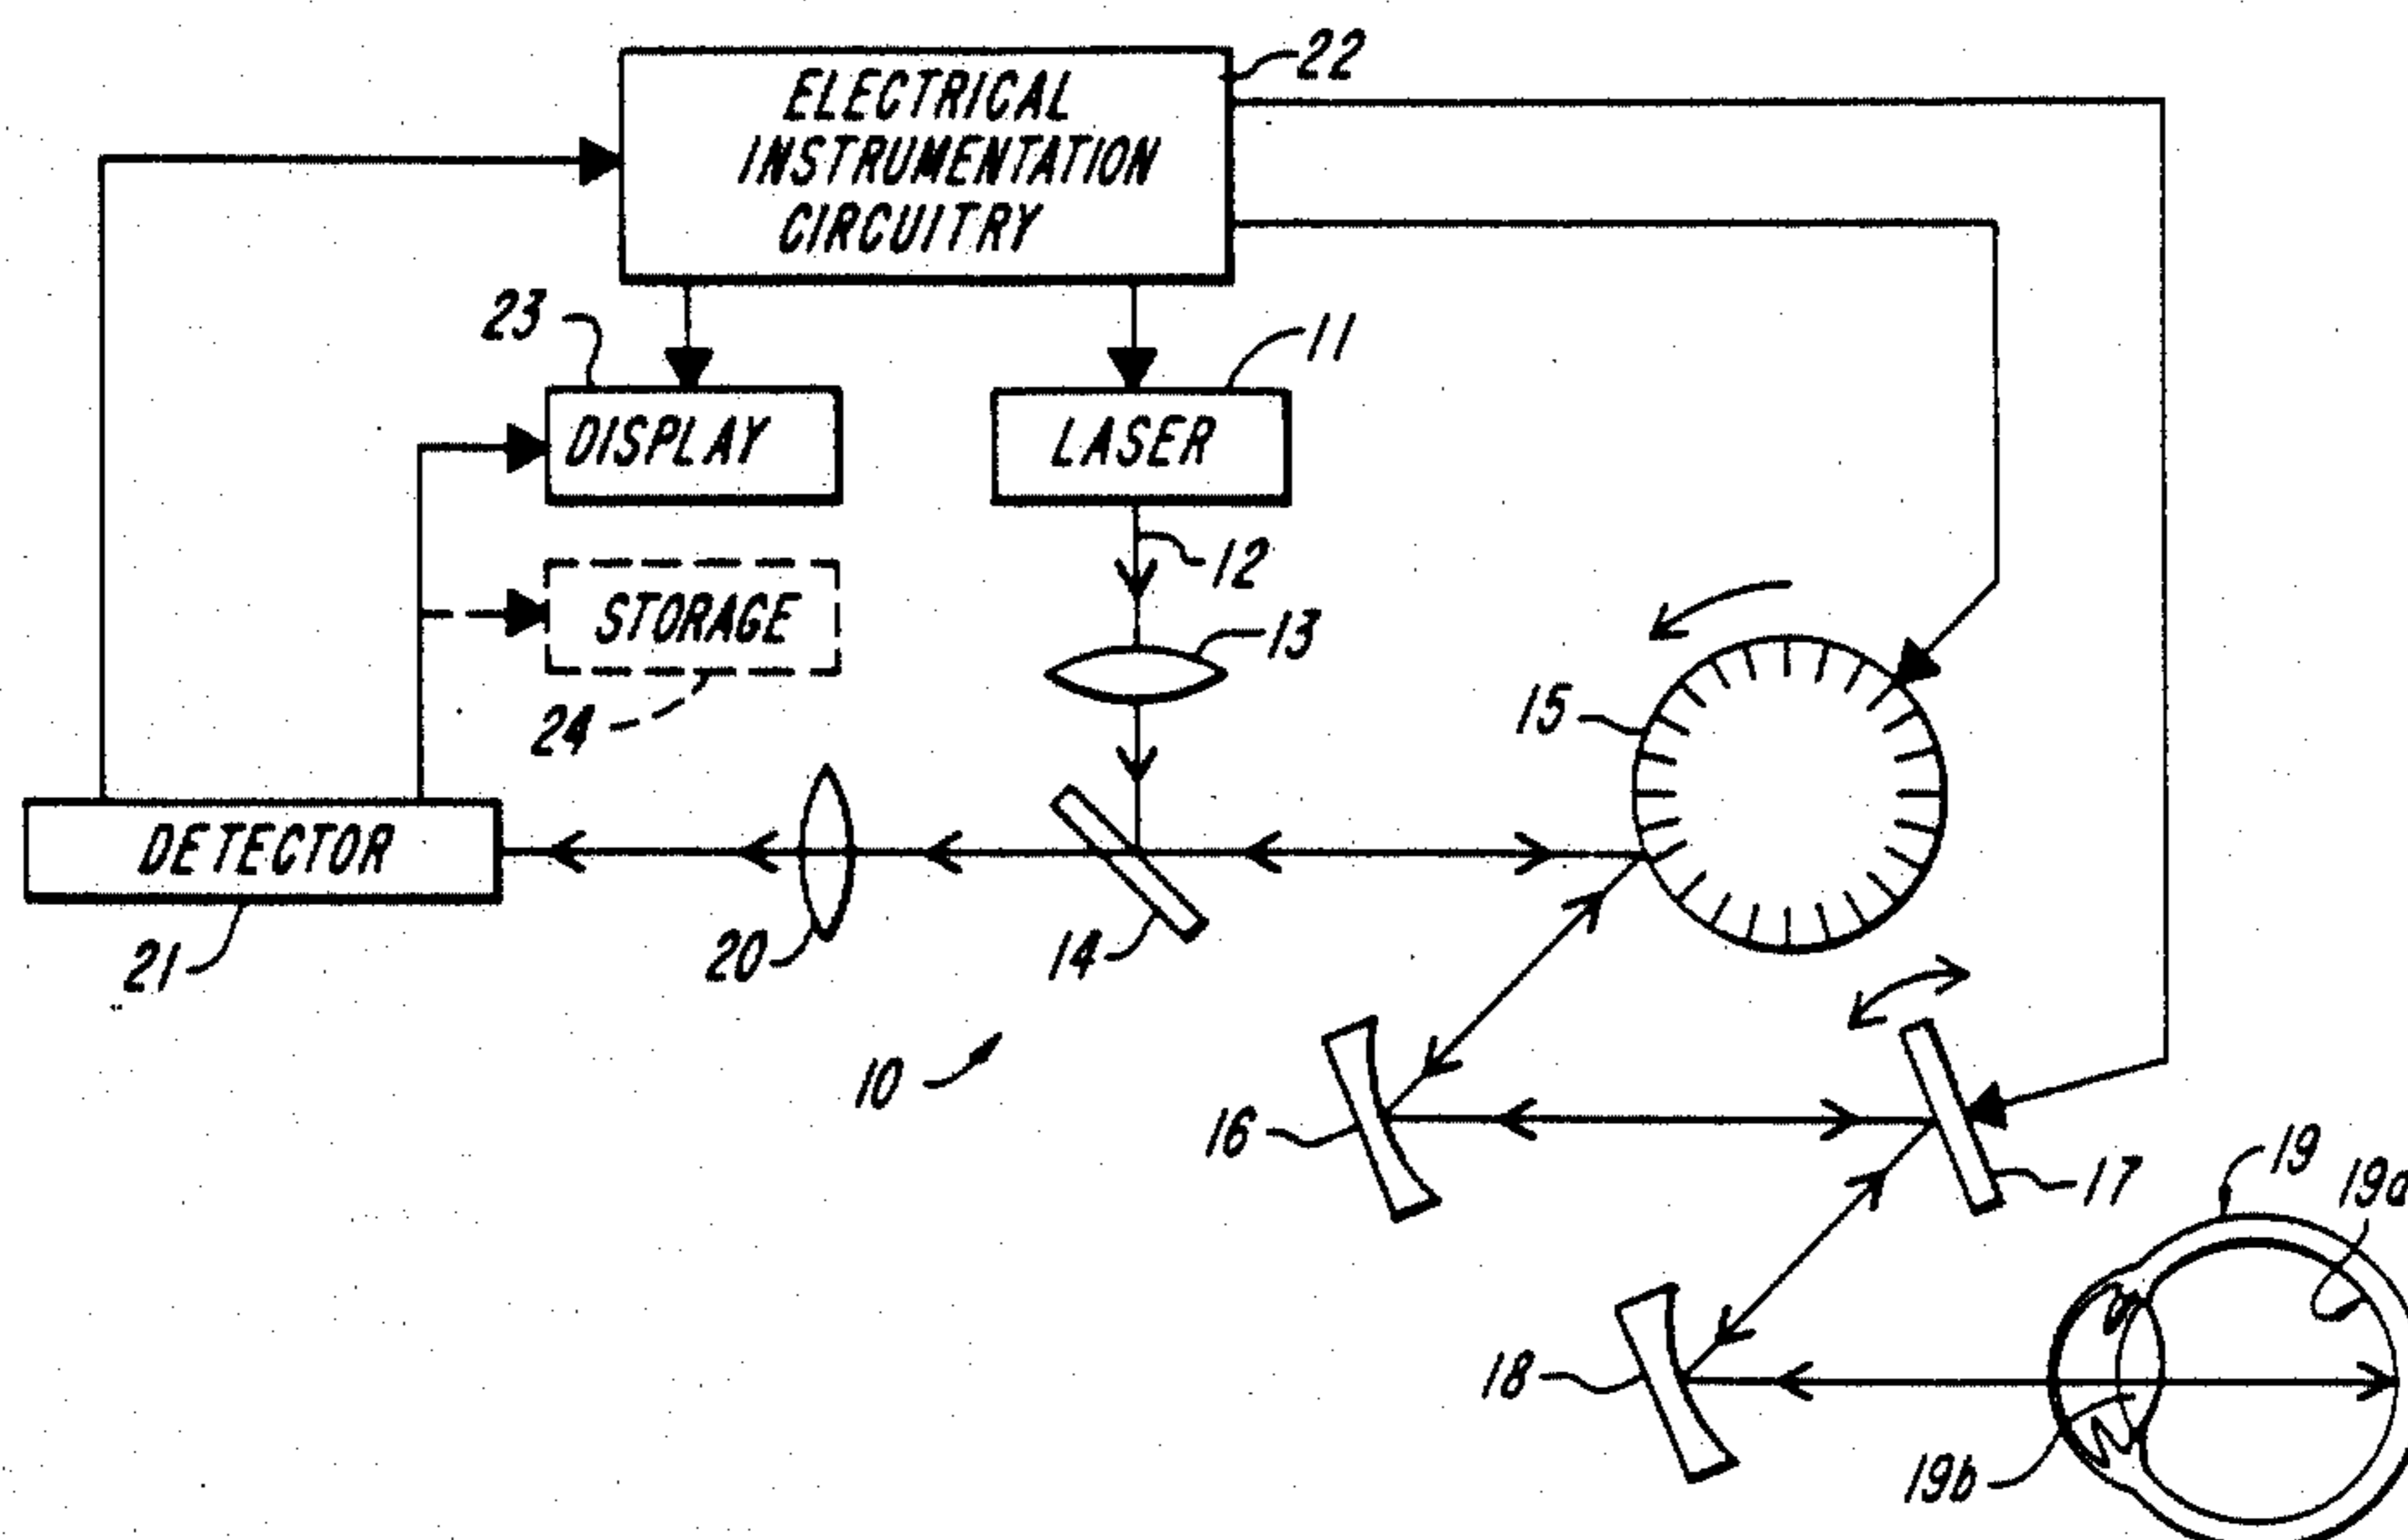 22
ELECTRICAL
INSTRUMENTATION
CIRCUITRY
23
11
DISPLAY
LASER
12
STORAGE
13
24
15
DETECTOR
21
20
14
10
16
17
19
19a
18
19b